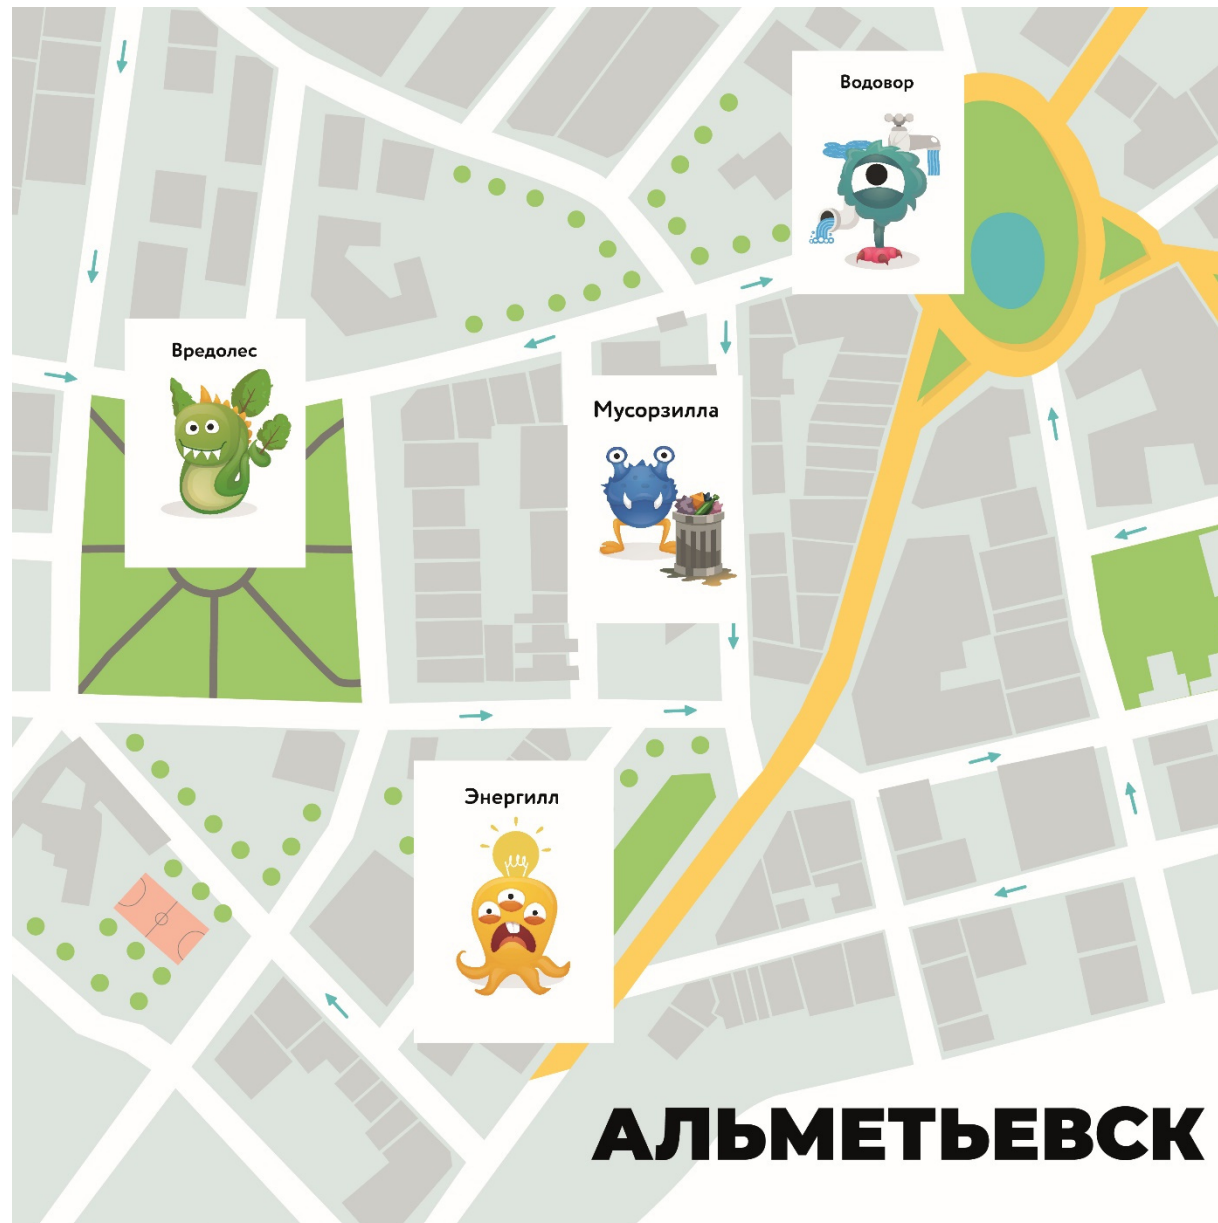 Водовор
Вредолес
Мусорзилла
Энергилл
АЛЬМЕТЬЕВСК